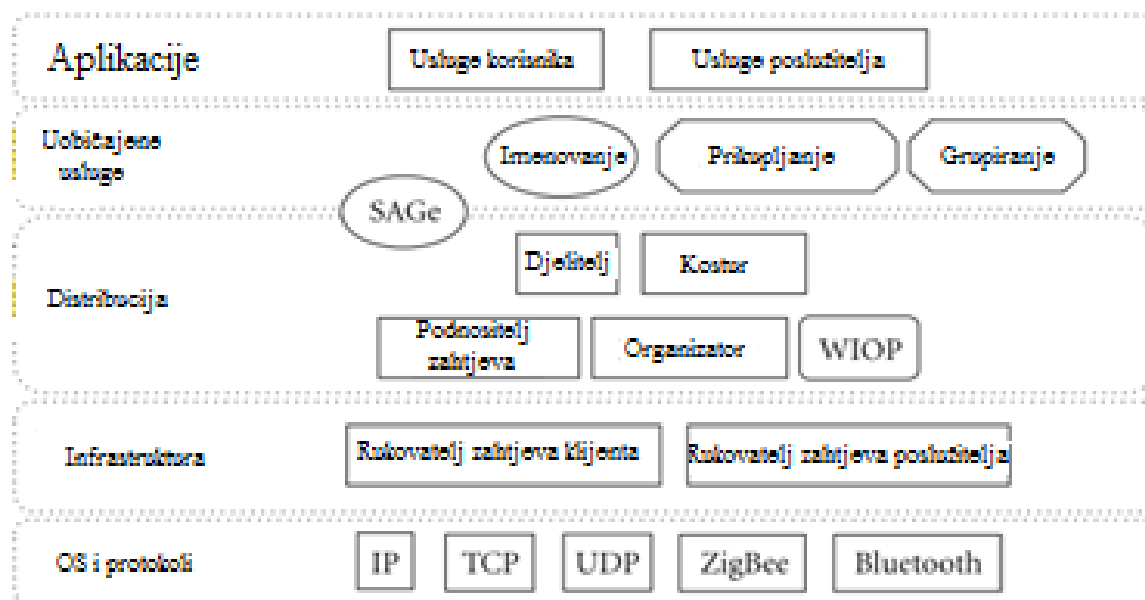 Aplikacije
Usluge korisnika
Usluge poslužitelja
Uobičajene
usluge
Imenovanje
Prikupljanje
Grupiranje
SAGe
Distribucija
Djelitelj
Kostur
Podnositelj
zahtjeva
Organizator
WIOP
Infrastruktura
Rukovatelj zahtjeva klijenta
Rukovatelj zahtjeva poslužitelja
OS i protokoli
IP
TCP
UDP
ZigBee
Bluetooth